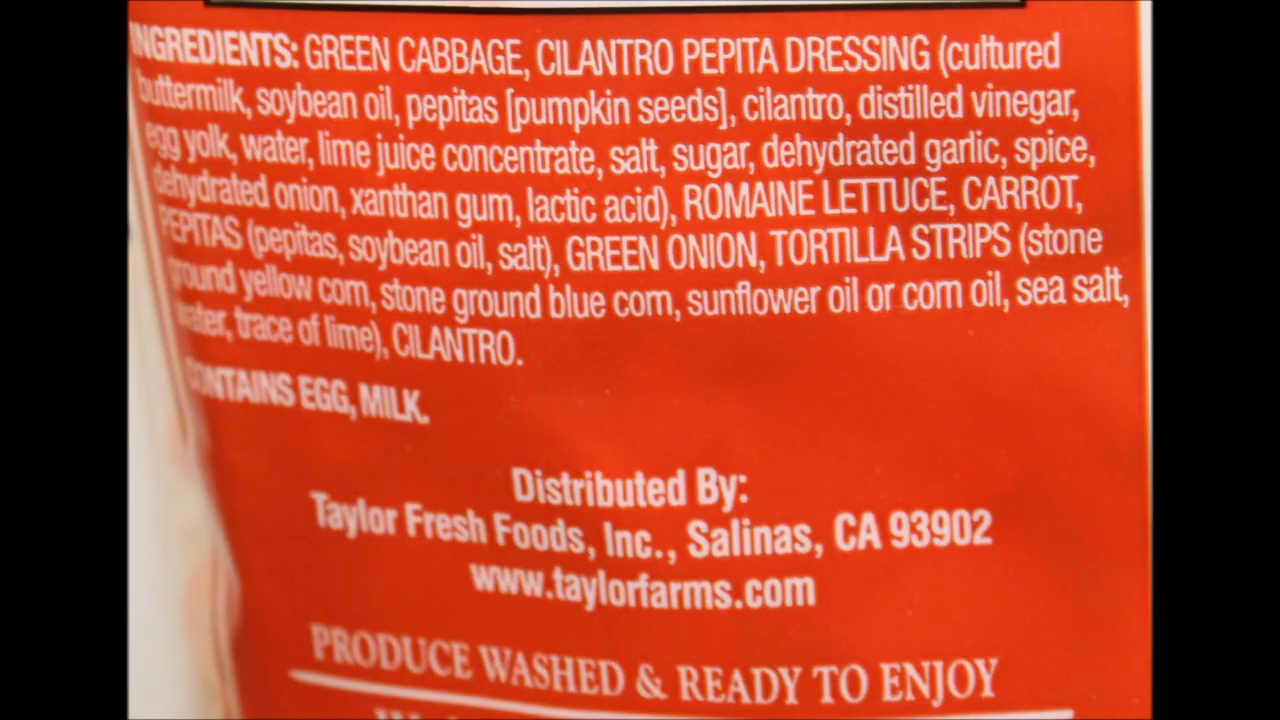 INGREDIENTS: GREEN CABBAGE, CILANTRO PEPITA DRESSING (cultured
buttermilk, soybean oil, pepitas [pumpkin seeds], cilantro, distilled vinegar,
egg yolk, water, lime juice concentrate, salt, sugar, dehydrated garlic, spice,
dehydrated onion, xanthan gum, lactic acid), ROMAINE LETTUCE, CARROT,
PEPITAS (pepitas, soybean oil, salt), GREEN ONION, TORTILLA STRIPS (stone
ground yellow corn, stone ground blue corn, sunflower oil or corn oil, sea salt,
water, trace of lime), CILANTRO.
CONTAINS EGG, MILK.
Distributed By:
Taylor Fresh Foods, Inc., Salinas, CA 93902
www.taylorfarms.com
PRODUCE WASHED & READY TO ENJOY